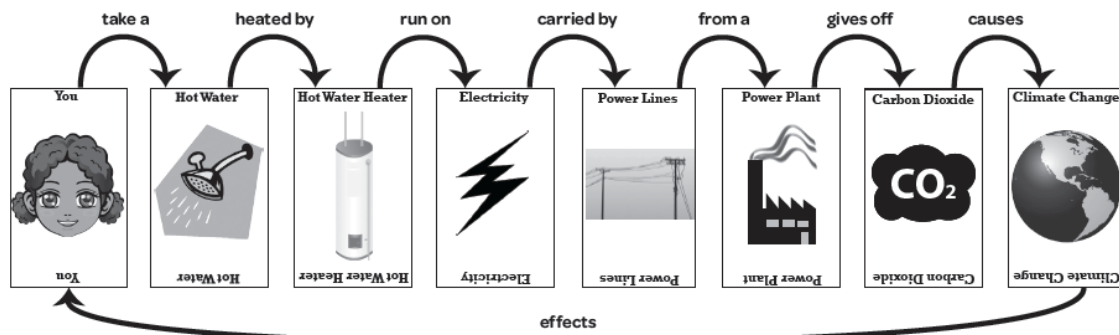 take a
heated by
run on
carried by
from a
gives off
causes
You
Hot Water
Hot Water Heater
Electricity
Power Lines
Power Plant
Carbon Dioxide
Climate Change
CO₂
You
Hot Water
Hot Water Heater
Electricity
Power Lines
Power Plant
Carbon Dioxide
Climate Change
effects